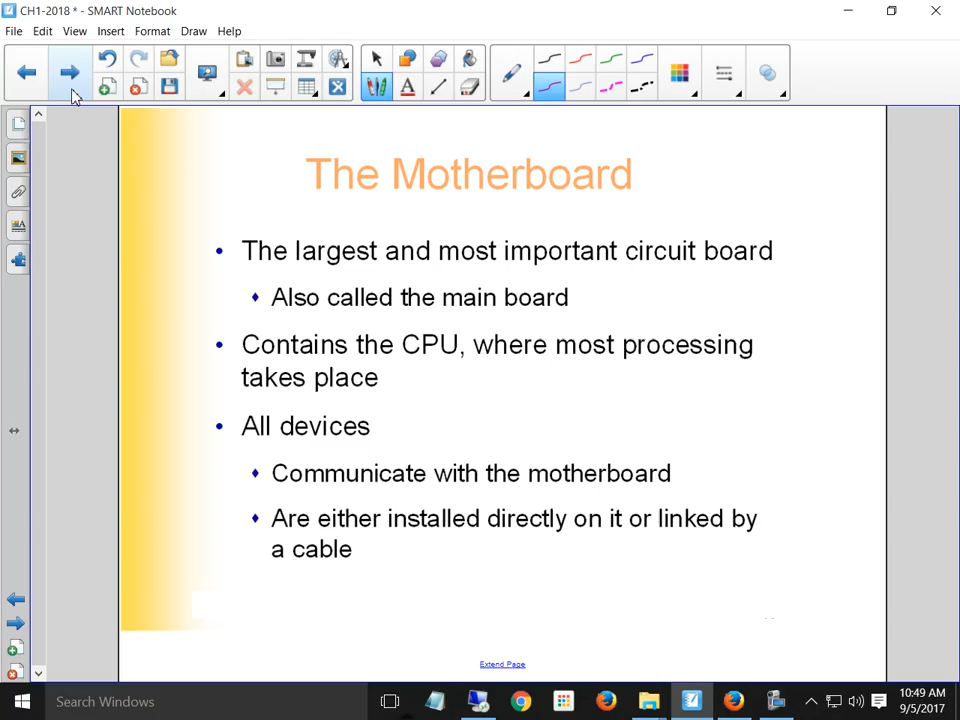 CH1-2018 * - SMART Notebook
File Edit View Insert Format Draw Help
The Motherboard
• The largest and most important circuit board
♦ Also called the main board
• Contains the CPU, where most processing
takes place
• All devices
♦ Communicate with the motherboard
♦ Are either installed directly on it or linked by
a cable
Extend Page
Search Windows
10:49 AM
9/5/2017